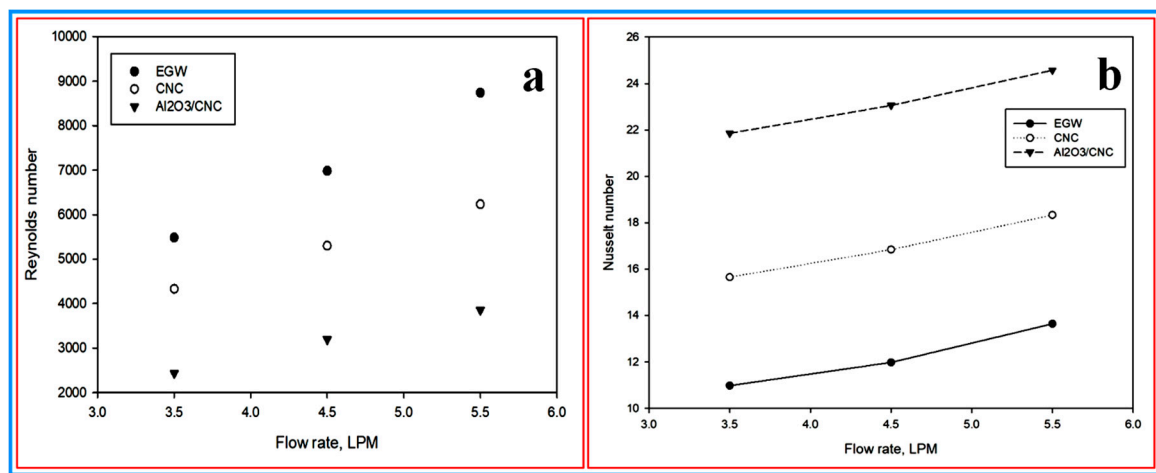 a
EGW
CNC
Al2O3/CNC
Reynolds number
10000
9000
8000
7000
6000
5000
4000
3000
2000
3.0 3.5 4.0 4.5 5.0 5.5 6.0
Flow rate, LPM
b
EGW
CNC
Al2O3/CNC
Nusselt number
26
24
22
20
18
16
14
12
10
3.0 3.5 4.0 4.5 5.0 5.5 6.0
Flow rate, LPM